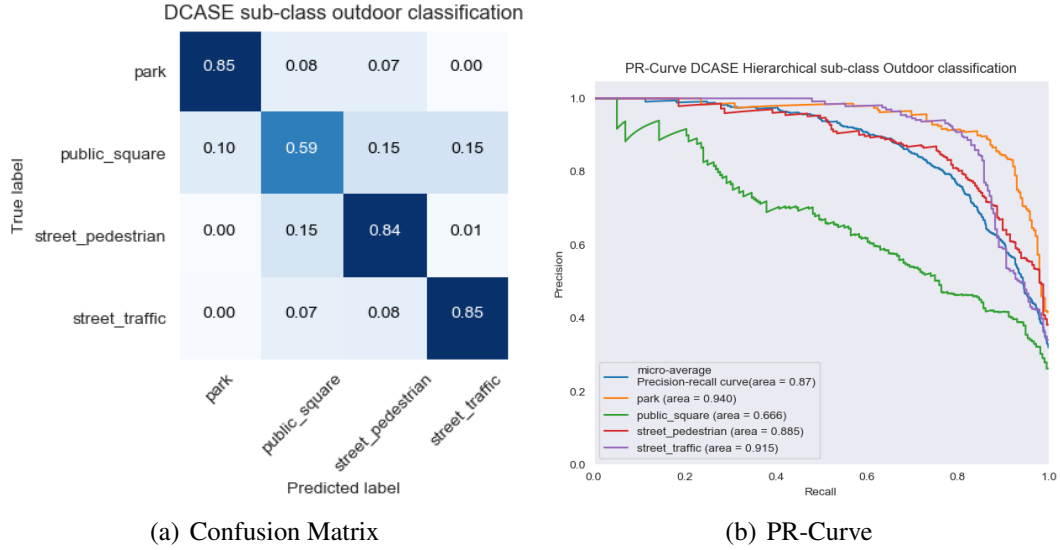 DCASE sub-class outdoor classification
True label
park
0.85 0.08 0.07 0.00
public_square
0.10 0.59 0.15 0.15
street_pedestrian
0.00 0.15 0.84 0.01
street_traffic
0.00 0.07 0.08 0.85
park
public_square
street_pedestrian
street_traffic
Predicted label
(a) Confusion Matrix
PR-Curve DCASE Hierarchical sub-class Outdoor classification
Precision
1.0
0.8
0.6
0.4
0.2
0.0
micro-average
Precision-recall curve(area = 0.87)
park (area = 0.940)
public_square (area = 0.666)
street_pedestrian (area = 0.885)
street_traffic (area = 0.915)
0.0 0.2 0.4 0.6 0.8 1.0
Recall
(b) PR-Curve